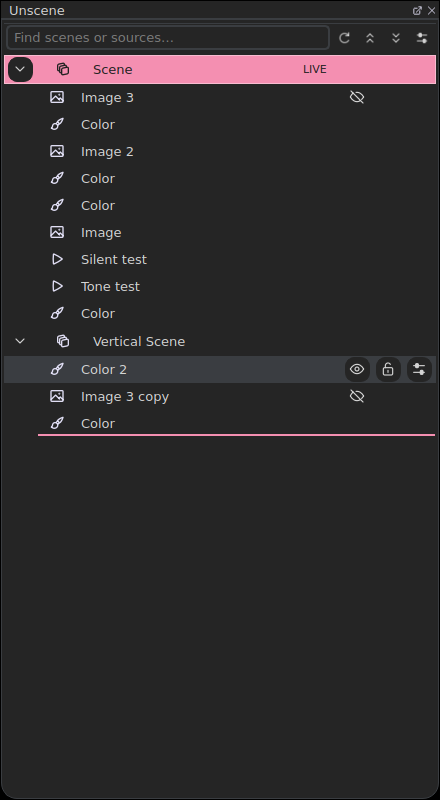 Unscene
Find scenes or sources...
Scene LIVE
Image 3
Color
Image 2
Color
Color
Image
Silent test
Tone test
Color
Vertical Scene
Color 2
Image 3 copy
Color